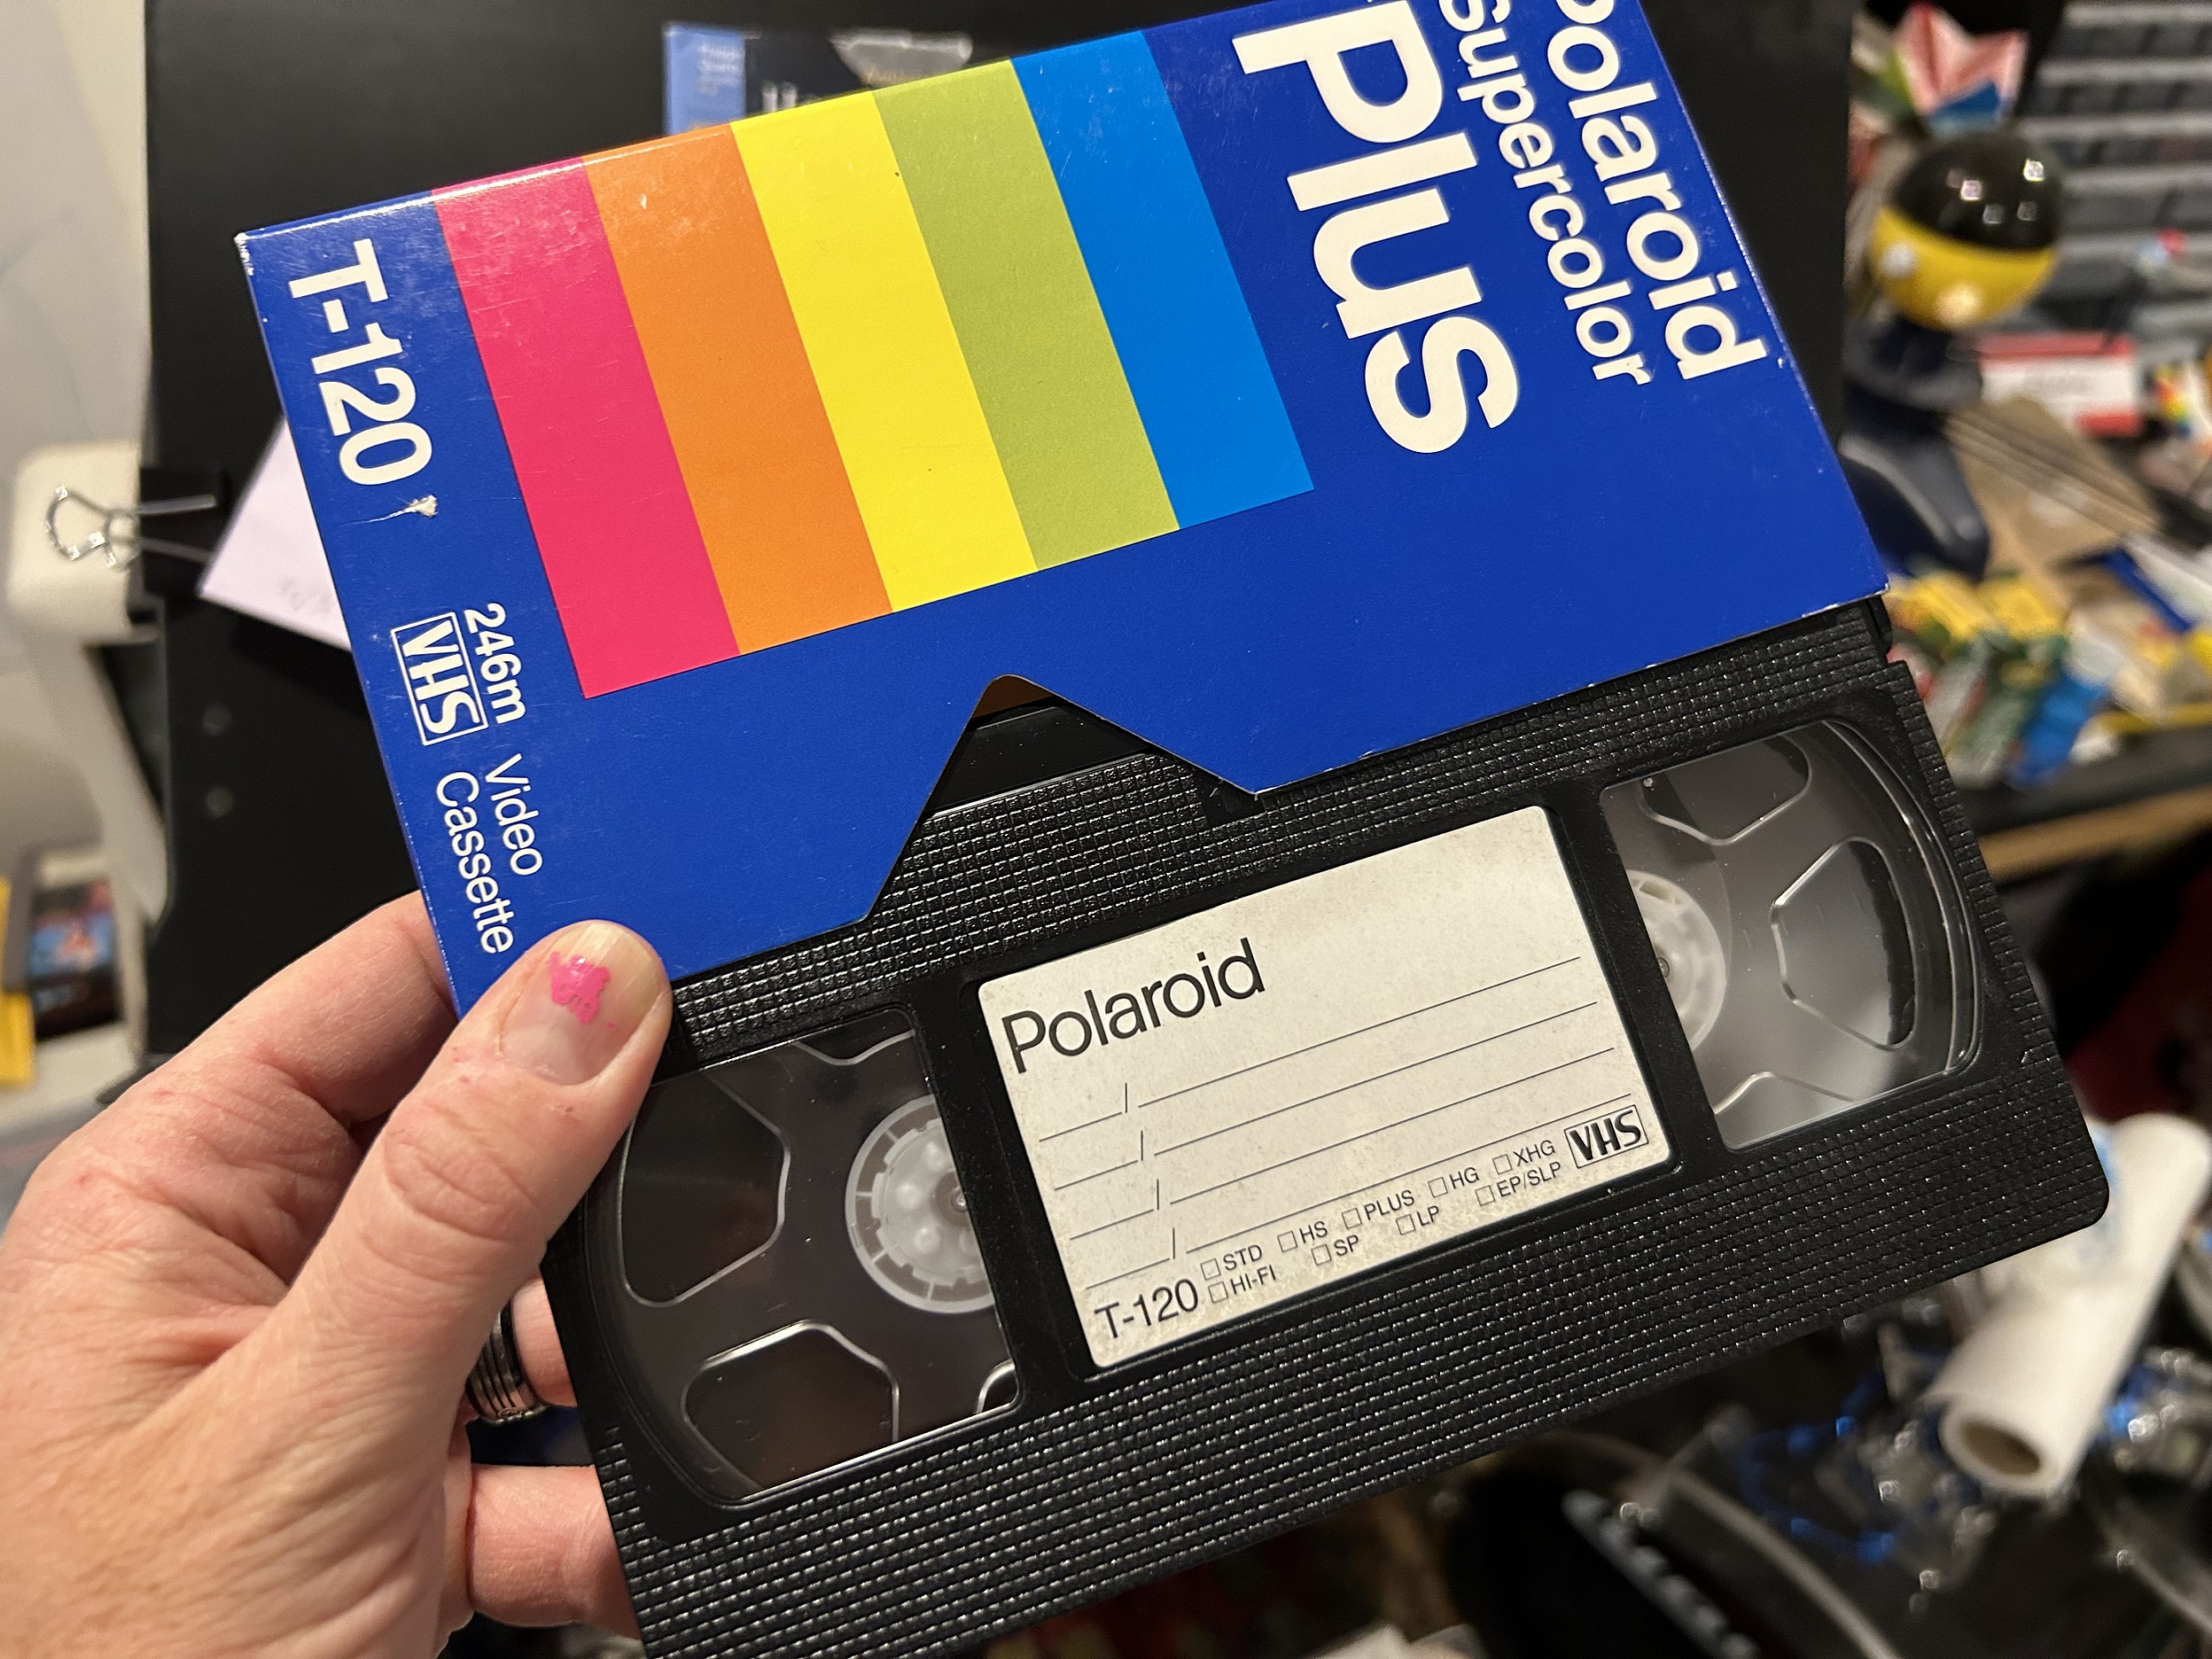 Polaroid
Supercolor
Plus
T-120
246m Video
VHS Cassette
Polaroid
/
/
/
/
T-120
STD HS PLUS HG XHG
HI-FI SP LP EP/SLP
VHS